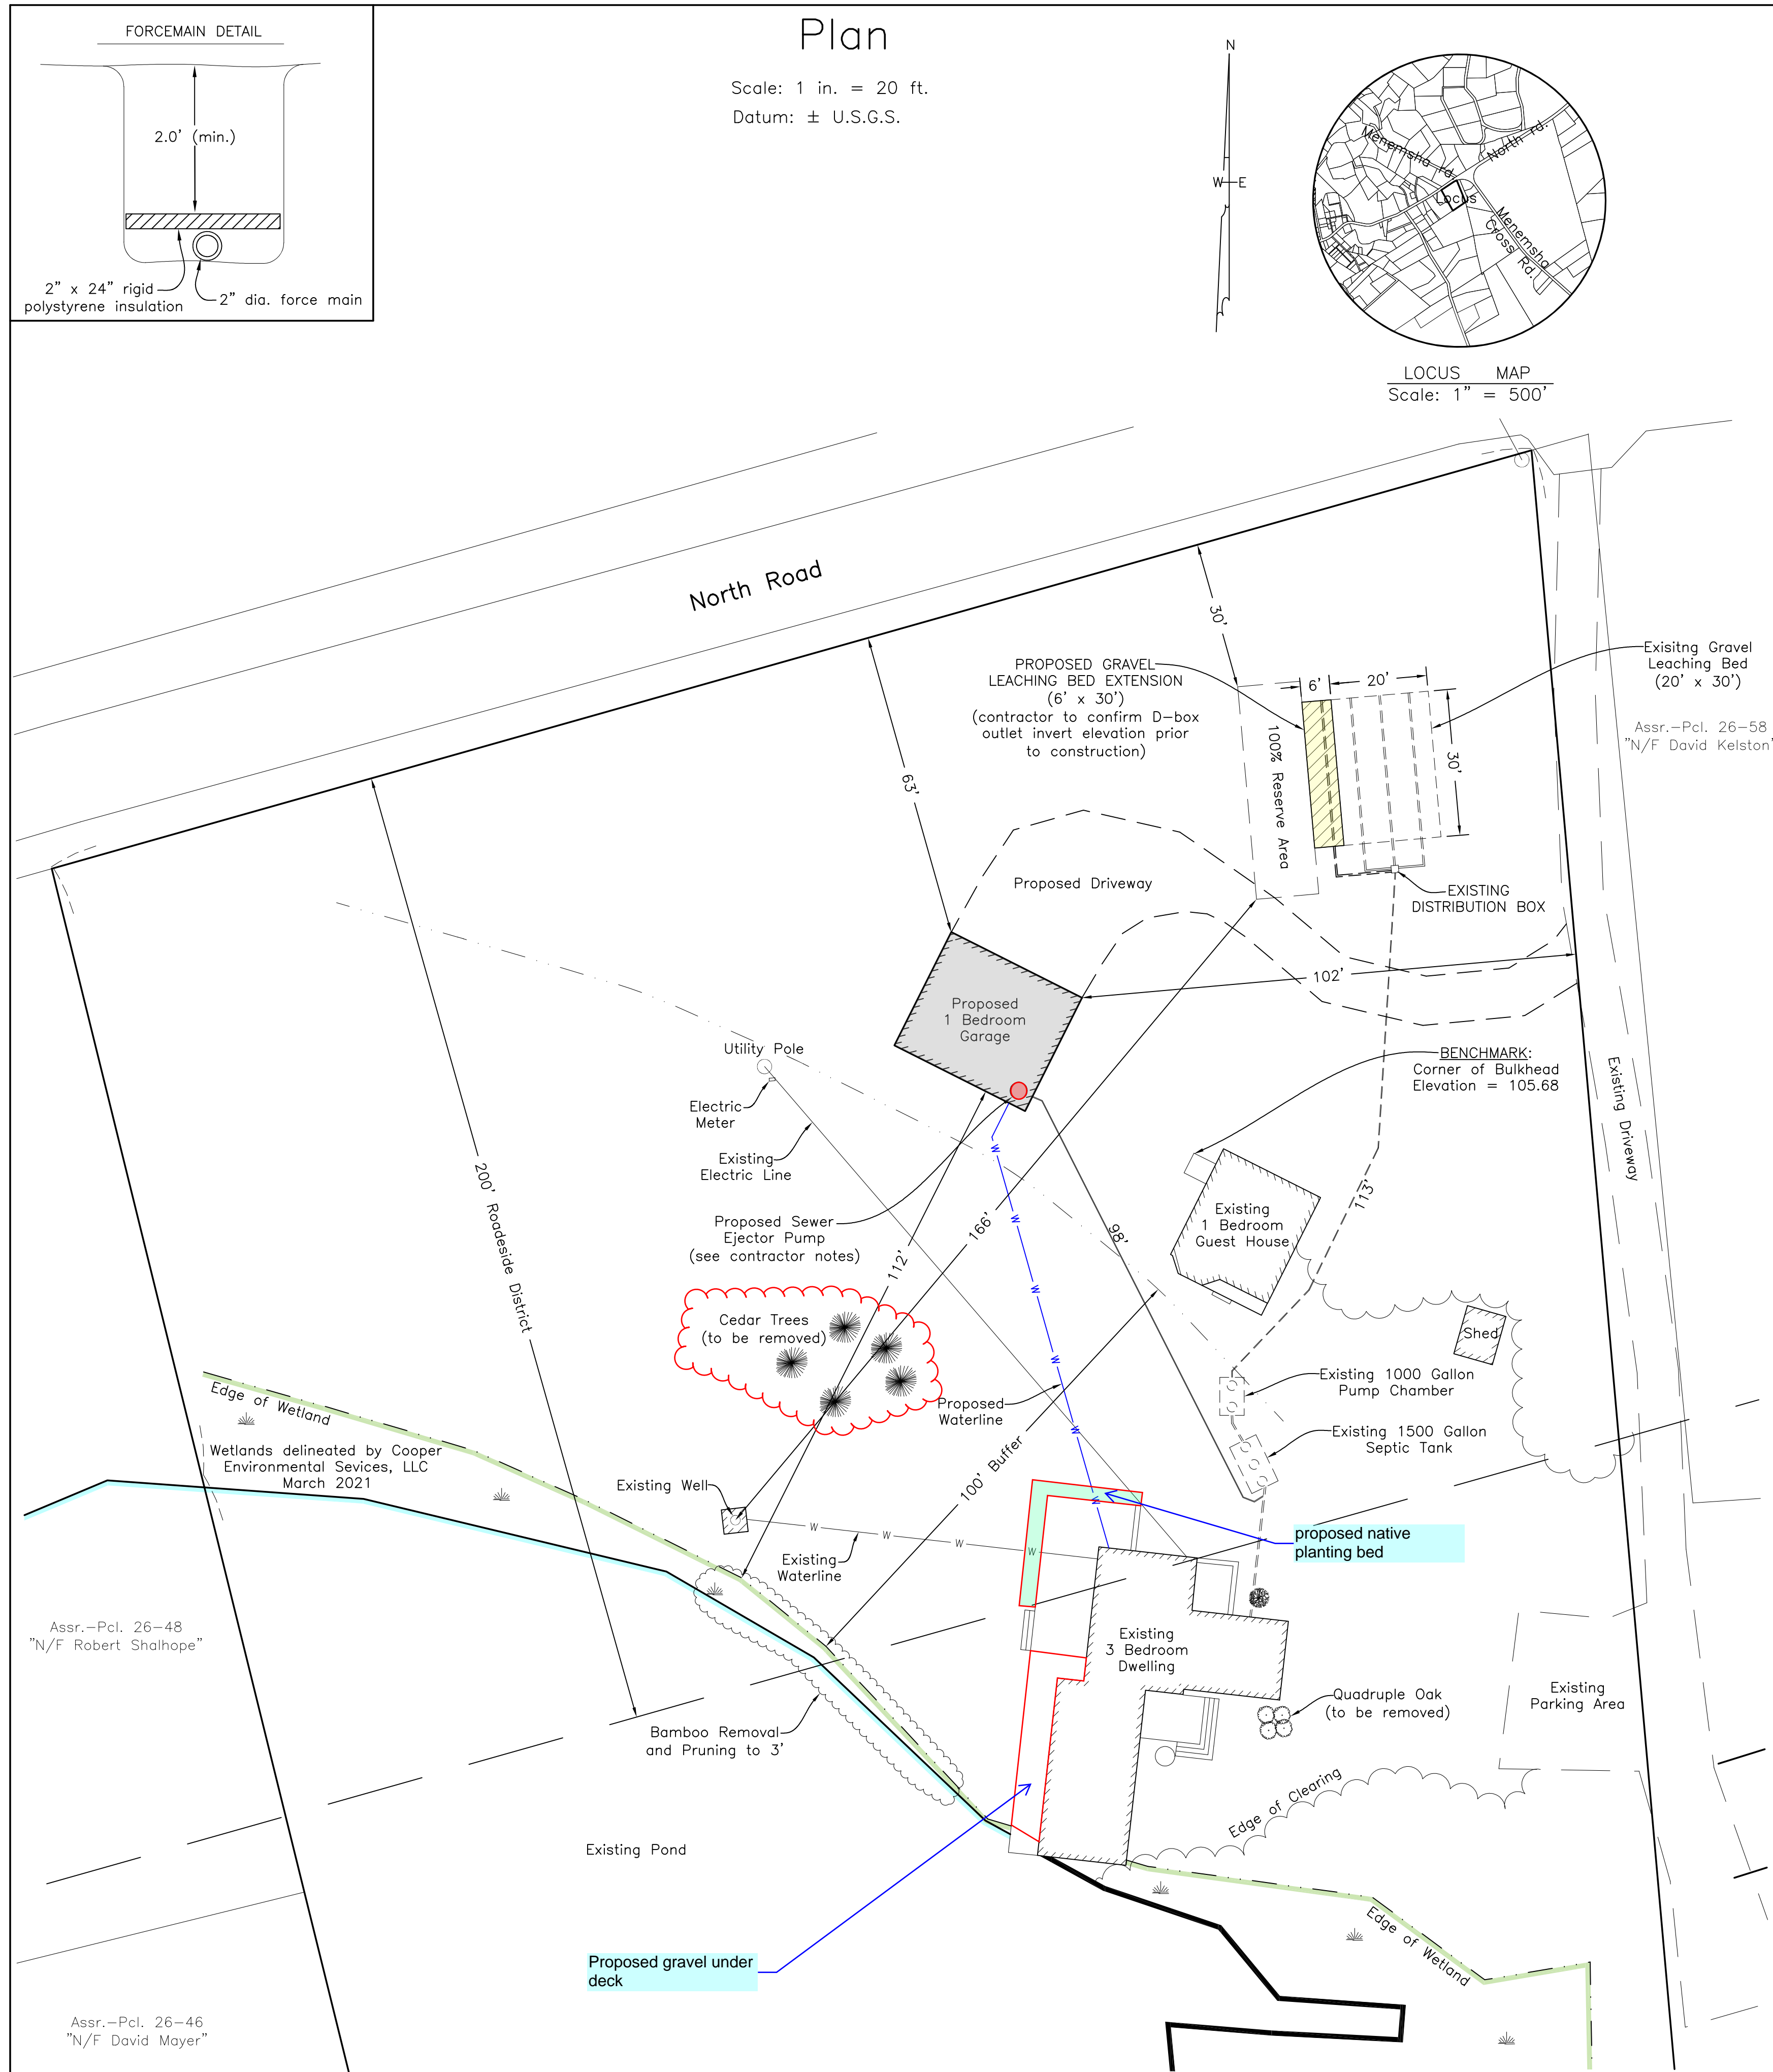 FORCEMAIN DETAIL
2.0' (min.)
2" x 24" rigid
polystyrene insulation
2" dia. force main
Plan
Scale: 1 in. = 20 ft.
Datum: ± U.S.G.S.
N
W E
Menemsha rd.
North rd.
Locus
Menemsha
Cross Rd.
LOCUS MAP
Scale: 1" = 500'
North Road
30'
PROPOSED GRAVEL
LEACHING BED EXTENSION
(6' x 30')
(contractor to confirm D-box
outlet invert elevation prior
to construction)
6'
20'
30'
Exisitng Gravel
Leaching Bed
(20' x 30')
Assr.-Pcl. 26-58
"N/F David Kelston"
100% Reserve Area
63'
Proposed Driveway
EXISTING
DISTRIBUTION BOX
102'
Proposed
1 Bedroom
Garage
Utility Pole
Electric
Meter
Existing
Electric Line
BENCHMARK:
Corner of Bulkhead
Elevation = 105.68
Existing Driveway
200' Roadeside District
Proposed Sewer
Ejector Pump
(see contractor notes)
112'
166'
98'
113'
W
W
W
W
W
W
Existing
1 Bedroom
Guest House
Shed
Cedar Trees
(to be removed)
Proposed
Waterline
Existing 1000 Gallon
Pump Chamber
Existing 1500 Gallon
Septic Tank
Edge of Wetland
Wetlands delineated by Cooper
Environmental Sevices, LLC
March 2021
Existing Well
100' Buffer
W
W
W
W
Existing
Waterline
proposed native
planting bed
Assr.-Pcl. 26-48
"N/F Robert Shalhope"
Existing
3 Bedroom
Dwelling
Bamboo Removal
and Pruning to 3'
Quadruple Oak
(to be removed)
Existing
Parking Area
Edge of Clearing
Existing Pond
Edge of Wetland
Proposed gravel under
deck
Assr.-Pcl. 26-46
"N/F David Mayer"